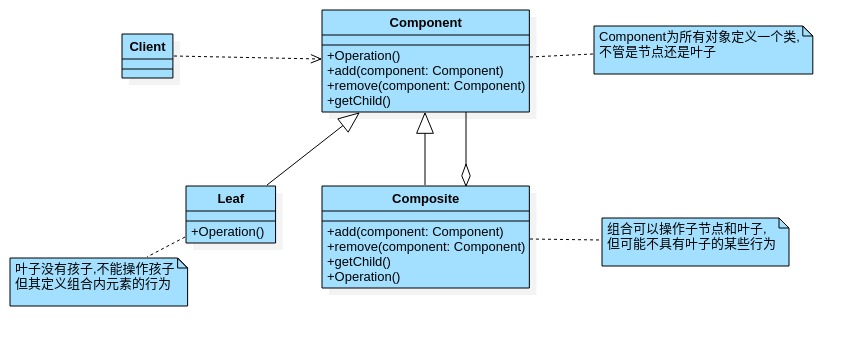 Component
+Operation()
+add(component: Component)
+remove(component: Component)
+getChild()
Component为所有对象定义一个类,
不管是节点还是叶子
Client
Leaf
+Operation()
Composite
+add(component: Component)
+remove(component: Component)
+getChild()
+Operation()
组合可以操作子节点和叶子,
但可能不具有叶子的某些行为
叶子没有孩子,不能操作孩子
但其定义组合内元素的行为